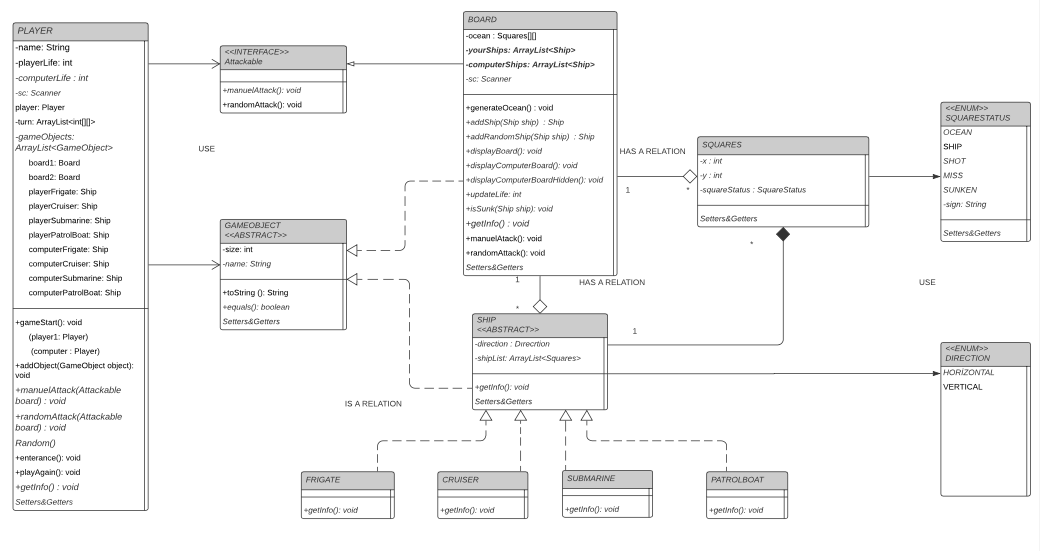 PLAYER
-name: String
-playerLife: int
-computerLife : int
-sc: Scanner
player: Player
-turn: ArrayList<int[][]>
-gameObjects:
ArrayList<GameObject>
board1: Board
board2: Board
playerFrigate: Ship
playerCruiser: Ship
playerSubmarine: Ship
playerPatrolBoat: Ship
computerFrigate: Ship
computerCruiser: Ship
computerSubmarine: Ship
computerPatrolBoat: Ship
+gameStart(): void
(player1: Player)
(computer : Player)
+addObject(GameObject object):
void
+manuelAttack(Attackable
board) : void
+randomAttack(Attackable
board) : void
Random()
+enterance(): void
+playAgain(): void
+getInfo() : void
Setters&Getters
<<INTERFACE>>
Attackable
+manuelAttack(): void
+randomAttack(): void
USE
GAMEOBJECT
<<ABSTRACT>>
-size: int
-name: String
+toString (): String
+equals(): boolean
Setters&Getters
BOARD
-ocean : Squares[][]
-yourShips: ArrayList<Ship>
-computerShips: ArrayList<Ship>
-sc: Scanner
+generateOcean() : void
+addShip(Ship ship) : Ship
+addRandomShip(Ship ship) : Ship
+displayBoard(): void
+displayComputerBoard(): void
+displayComputerBoardHidden(): void
+updateLife: int
+isSunk(Ship ship): void
+getInfo() : void
+manuelAtack(): void
+randomAtack(): void
Setters&Getters
HAS A RELATION
1
*
SQUARES
-x : int
-y : int
-squareStatus : SquareStatus
Setters&Getters
*
<<ENUM>>
SQUARESTATUS
OCEAN
SHIP
SHOT
MISS
SUNKEN
-sign: String
Setters&Getters
1
HAS A RELATION
USE
*
SHIP
<<ABSTRACT>>
-direction : Direcrtion
-shipList: ArrayList<Squares>
+getInfo(): void
Setters&Getters
1
<<ENUM>>
DIRECTION
HORİZONTAL
VERTICAL
IS A RELATION
FRIGATE
+getInfo(): void
CRUISER
+getInfo(): void
SUBMARINE
+getInfo(): void
PATROLBOAT
+getInfo(): void